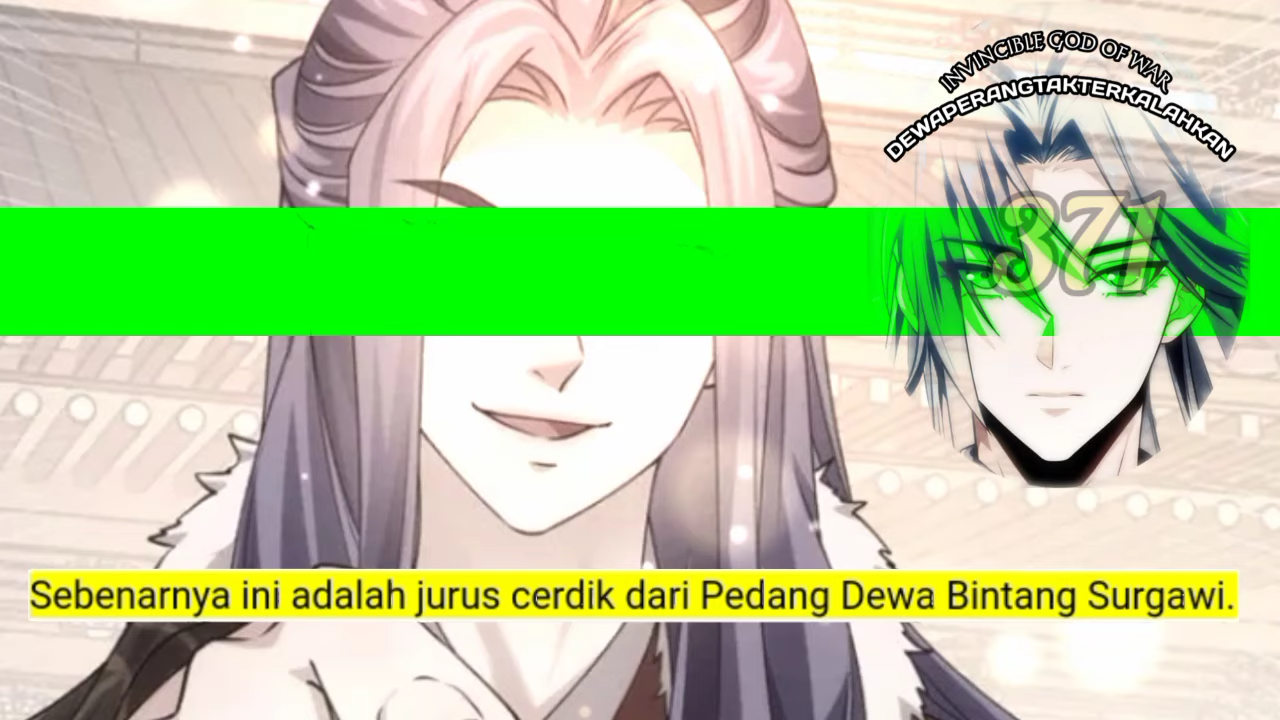 INVINCIBLE GOD OF WAR
DEWAPERANGTAKTERKALAHKAN
371
Sebenarnya ini adalah jurus cerdik dari Pedang Dewa Bintang Surgawi.